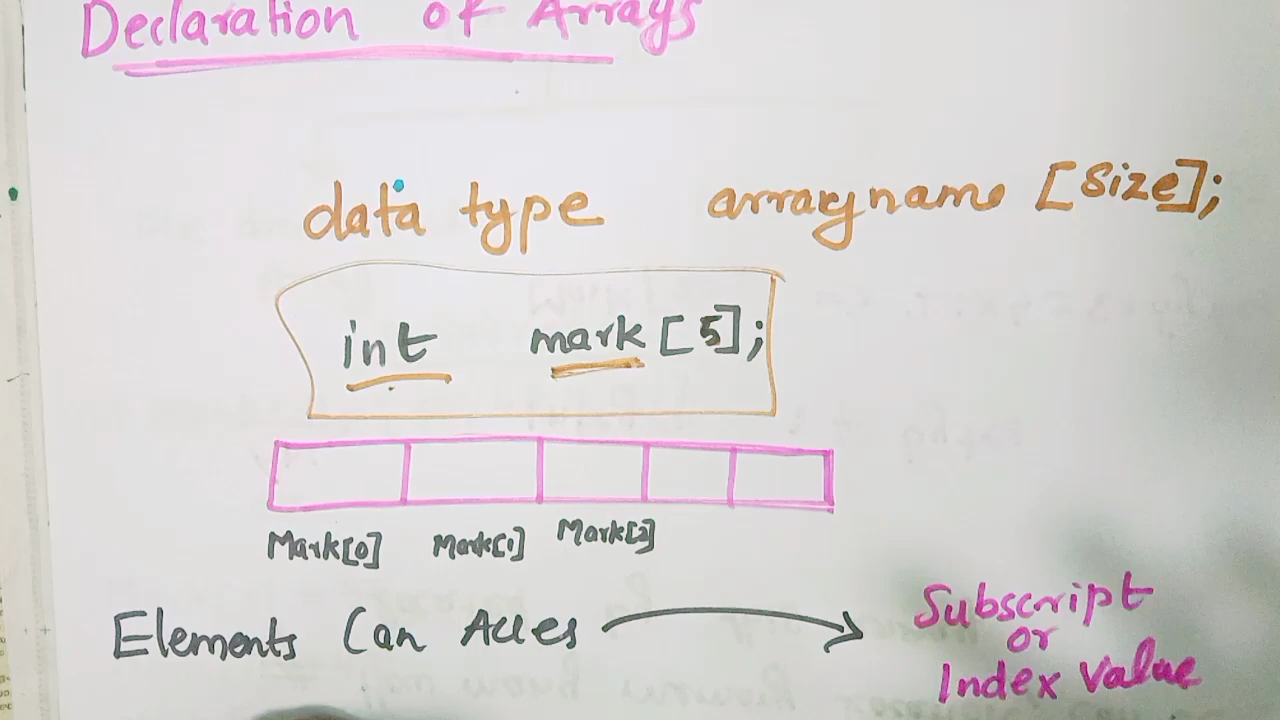 Declaration of Arrays
data type arrayname [Size];
int mark [5];
Mark[0] Mark[1] Mark[2]
Elements Can Acces
Subscript
or
Index Value